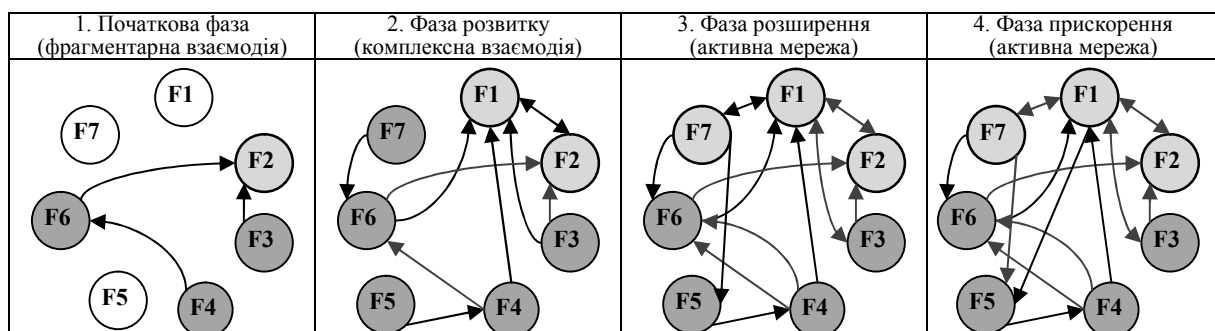 1. Початкова фаза
(фрагментарна взаємодія)
2. Фаза розвитку
(комплексна взаємодія)
3. Фаза розширення
(активна мережа)
4. Фаза прискорення
(активна мережа)
F1
F7
F2
F6
F3
F5
F4
F1
F7
F2
F6
F3
F5
F4
F1
F7
F2
F6
F3
F5
F4
F1
F7
F2
F6
F3
F5
F4